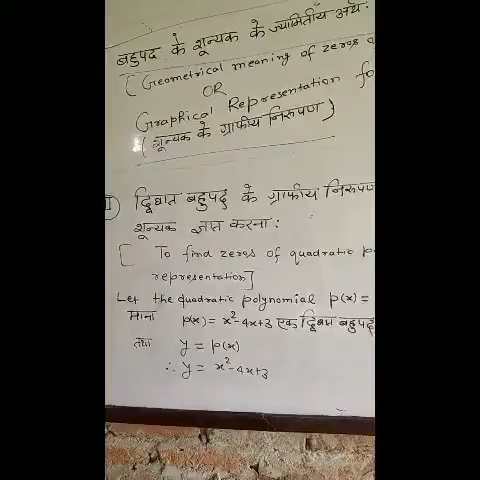 बहुपद के शून्यक के ज्यामितीय अर्थ:
[Geometrical meaning of zeros
OR
Graphical Representation
(शून्यक के ग्राफीय निरूपण)
द्विघात बहुपद के ग्राफीय निरूपण
शून्यक ज्ञात करना:
[To find zeros of quadratic
representation]
Let the quadratic polynomial p(x) =
माना p(x) = x²-4x+3 एक द्विघात बहुपद
तथा y = p(x)
∴ y = x²-4x+3